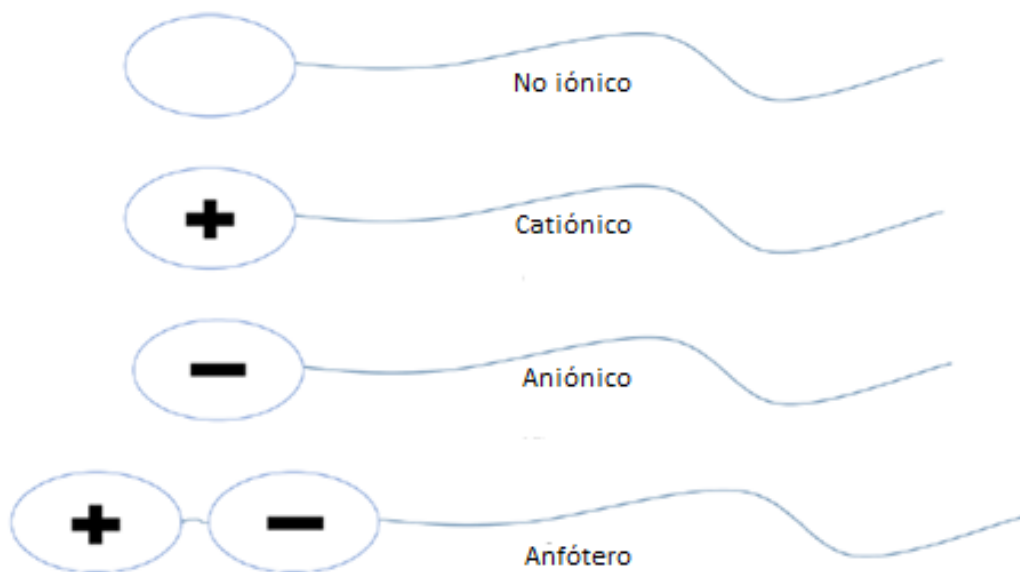 No iónico
+
Catiónico
−
Aniónico
+ −
Anfótero